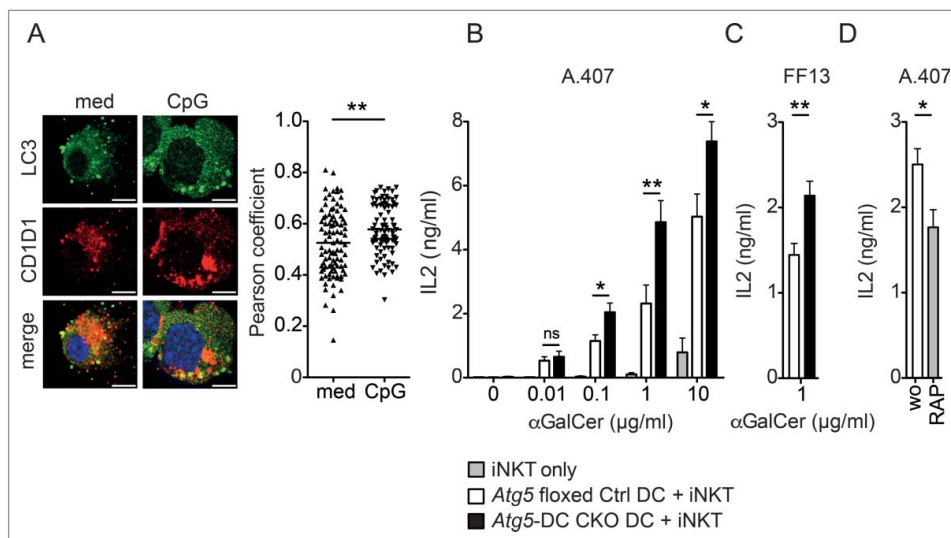 A
med CpG
LC3
CD1D1
merge
**
Pearson coefficient
1.0
0.8
0.6
0.4
0.2
0.0
med CpG
B
A.407
IL2 (ng/ml)
8
6
4
2
0
ns
*
**
*
0 0.01 0.1 1 10
αGalCer (µg/ml)
C
FF13
IL2 (ng/ml)
3
2
1
0
**
1
αGalCer (µg/ml)
D
A.407
IL2 (ng/ml)
3
2
1
0
*
wo
RAP
iNKT only
Atg5 floxed Ctrl DC + iNKT
Atg5-DC CKO DC + iNKT